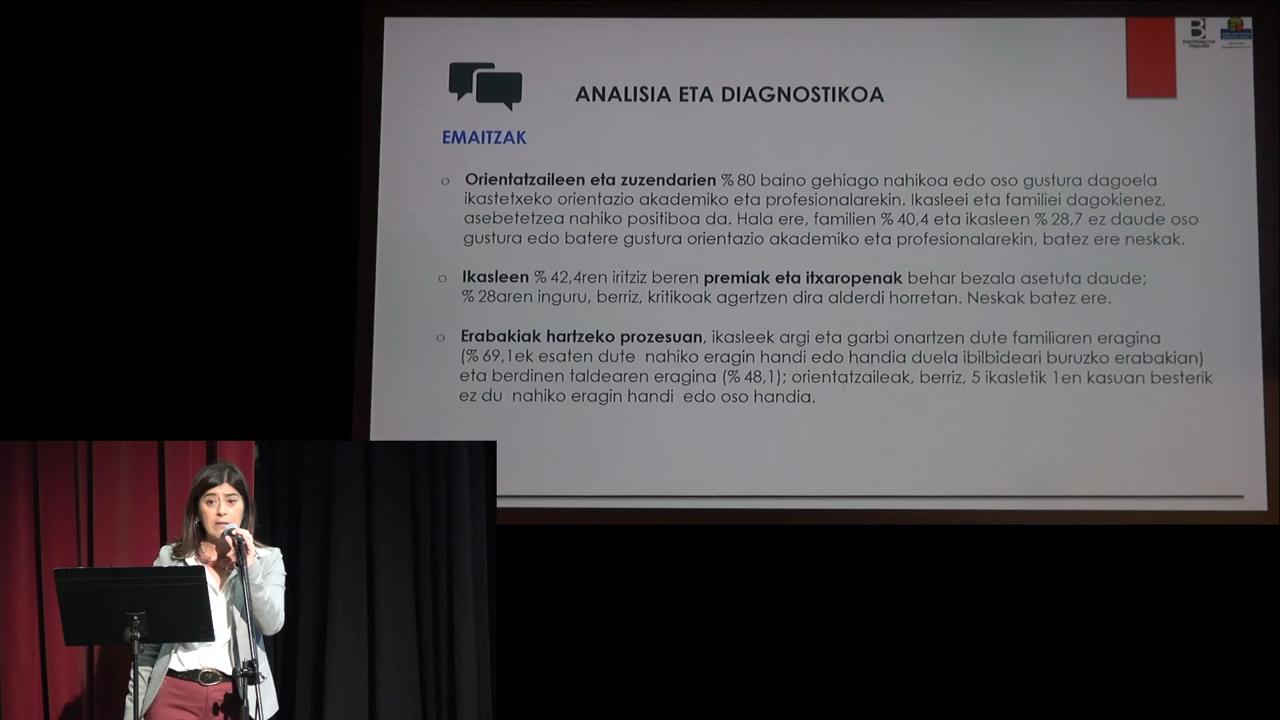 ANALISIA ETA DIAGNOSTIKOA
EMAITZAK
Orientatzaileen eta zuzendarien % 80 baino gehiago nahikoa edo oso gustura dagoela
ikastetxeko orientazio akademiko eta profesionalarekin. Ikasleei eta familiei dagokienez,
asebetetzea nahiko positiboa da. Hala ere, familien % 40,4 eta ikasleen % 28,7 ez daude oso
gustura edo batere gustura orientazio akademiko eta profesionalarekin, batez ere neskak.
Ikasleen % 42,4ren iritziz beren premiak eta itxaropenak behar bezala asetuta daude;
% 28aren inguru, berriz, kritikoak agertzen dira alderdi horretan. Neskak batez ere.
Erabakiak hartzeko prozesuan, ikasleek argi eta garbi onartzen dute familiaren eragina
(% 69,1ek esaten dute nahiko eragin handi edo handia duela ibilbideari buruzko erabakian)
eta berdinen taldearen eragina (% 48,1); orientatzaileak, berriz, 5 ikasletik 1en kasuan besterik
ez du nahiko eragin handi edo oso handia.